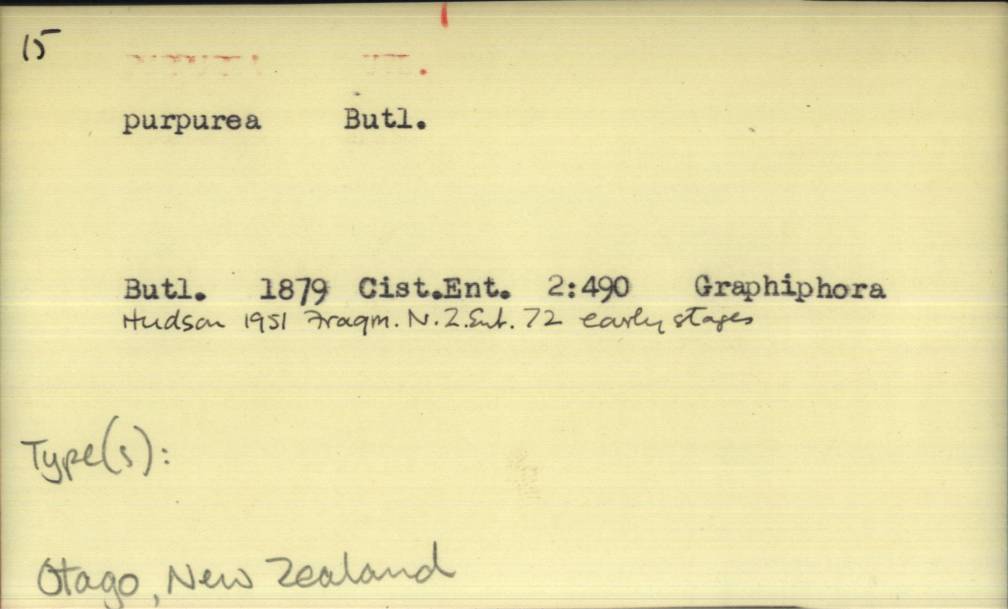 15
purpurea Butl.
Butl. 1879 Cist.Ent. 2:490 Graphiphora
Hudson 1951 Fragm. N.Z.Ent. 72 early stages
Type(s):
Otago, New Zealand